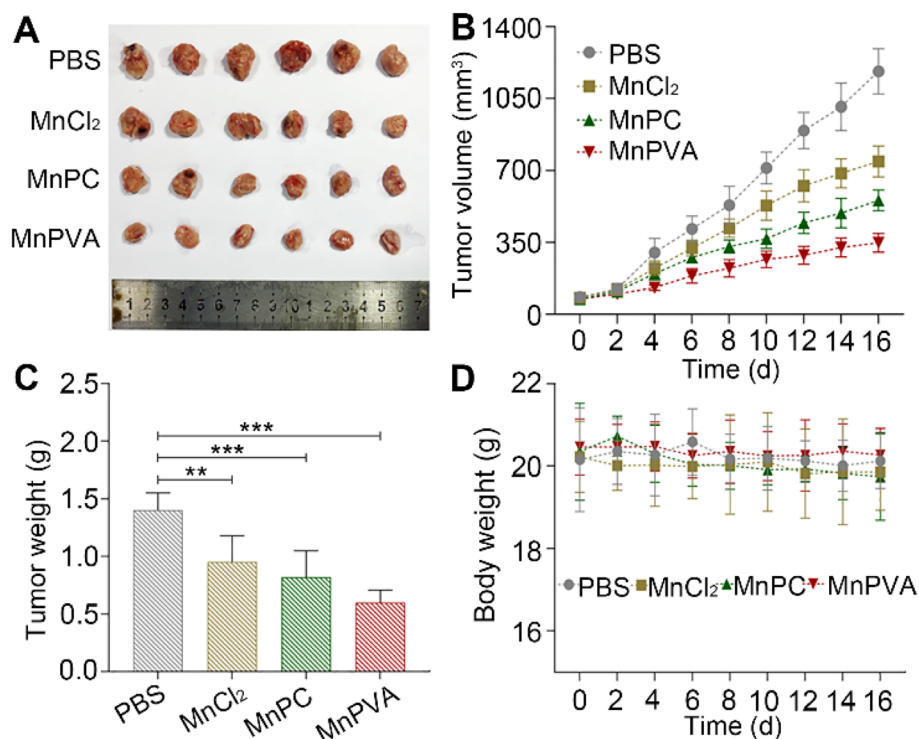 A
PBS
MnCl₂
MnPC
MnPVA
1 2 3 4 5 6 7 8 9 10 1 2 3 4 5 6 7
B
Tumor volume (mm³)
1400
1050
700
350
0
PBS
MnCl₂
MnPC
MnPVA
0 2 4 6 8 10 12 14 16
Time (d)
C
Tumor weight (g)
2.5
2.0
1.5
1.0
0.5
0.0
***
***
**
PBS
MnCl₂
MnPC
MnPVA
D
Body weight (g)
22
20
18
16
PBS MnCl₂ MnPC MnPVA
0 2 4 6 8 10 12 14 16
Time (d)